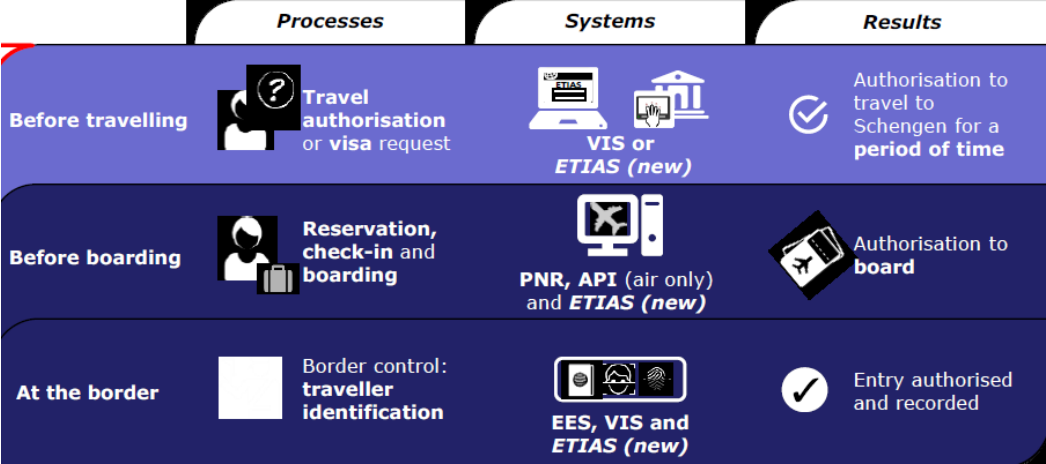 Processes
Systems
Results
Before travelling
Travel
authorisation
or visa request
ETIAS
VIS or
ETIAS (new)
Authorisation to
travel to
Schengen for a
period of time
Before boarding
Reservation,
check-in and
boarding
PNR, API (air only)
and ETIAS (new)
Authorisation to
board
At the border
Border control:
traveller
identification
EES, VIS and
ETIAS (new)
Entry authorised
and recorded